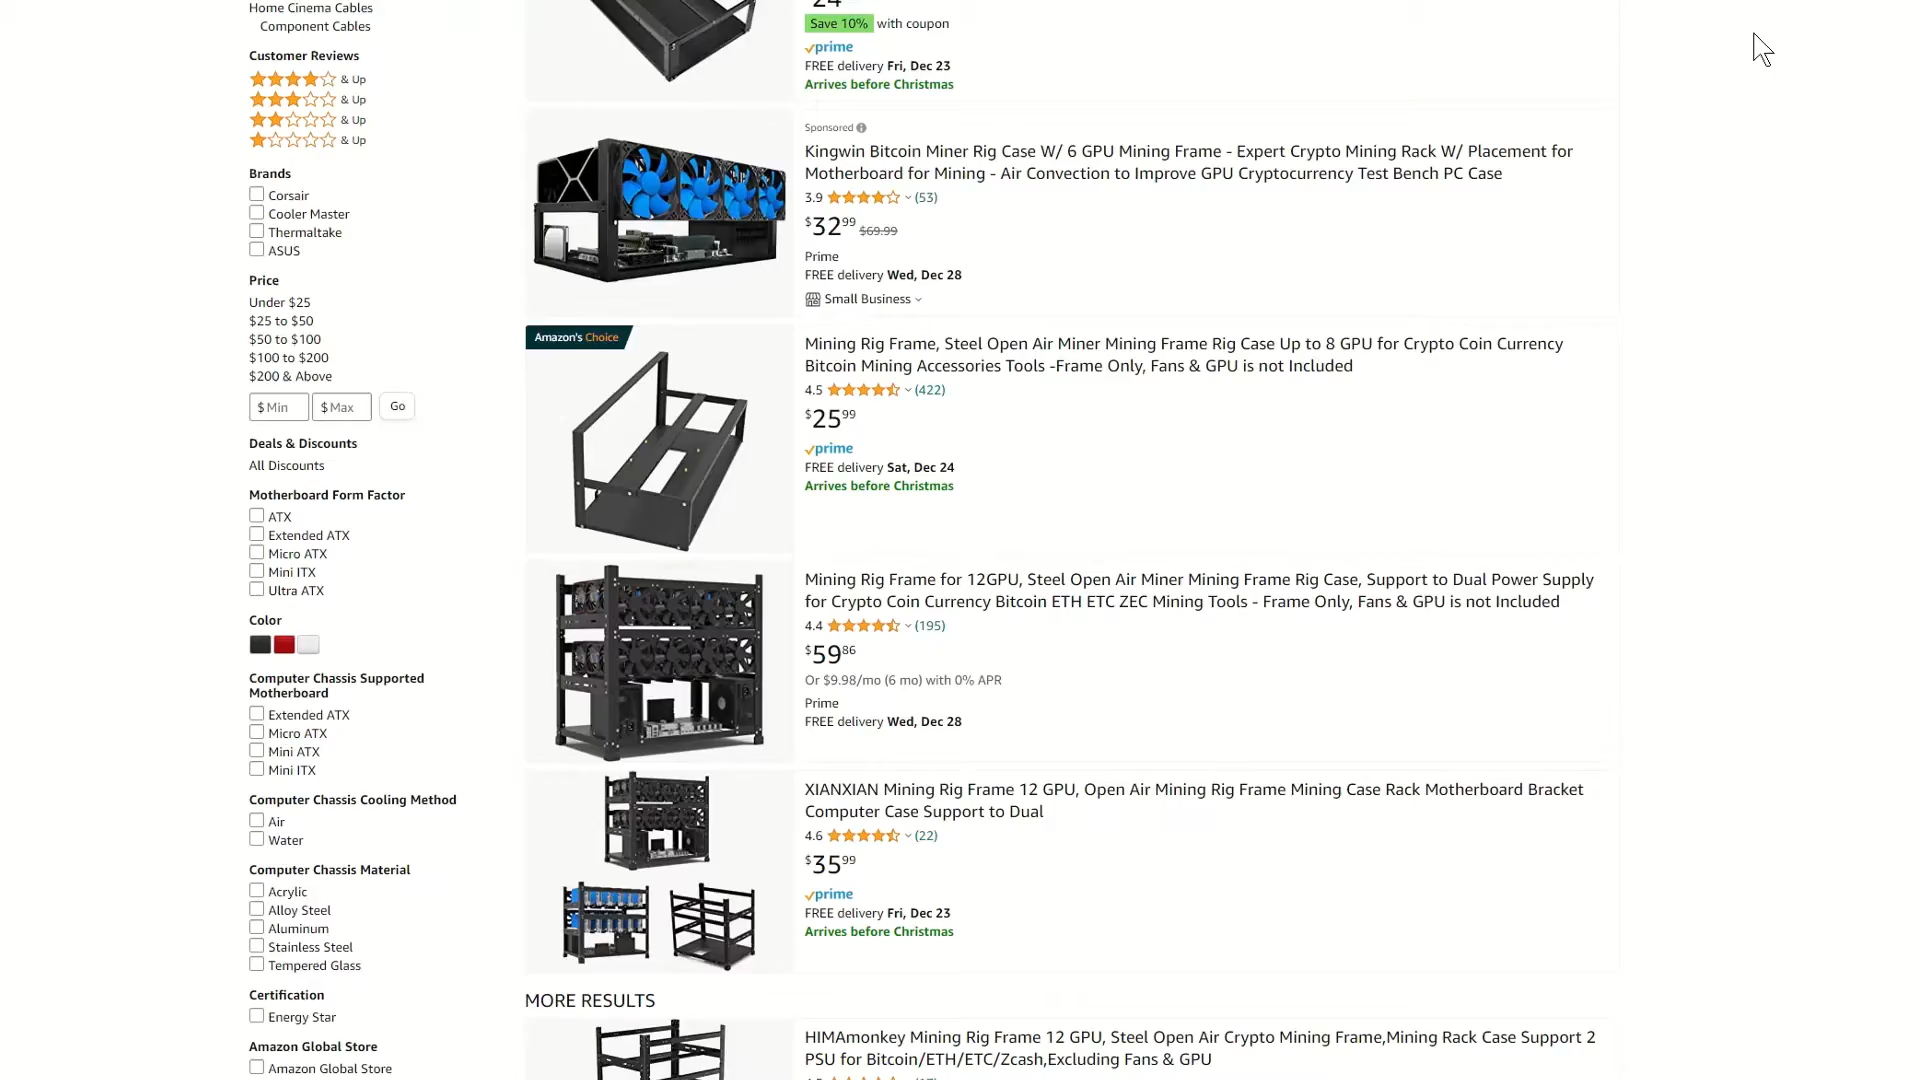 Home Cinema Cables
Component Cables
Customer Reviews
& Up
& Up
& Up
& Up
Brands
Corsair
Cooler Master
Thermaltake
ASUS
Price
Under $25
$25 to $50
$50 to $100
$100 to $200
$200 & Above
$ Min $ Max Go
Deals & Discounts
All Discounts
Motherboard Form Factor
ATX
Extended ATX
Micro ATX
Mini ITX
Ultra ATX
Color
Computer Chassis Supported
Motherboard
Extended ATX
Micro ATX
Mini ATX
Mini ITX
Computer Chassis Cooling Method
Air
Water
Computer Chassis Material
Acrylic
Alloy Steel
Aluminum
Stainless Steel
Tempered Glass
Certification
Energy Star
Amazon Global Store
Amazon Global Store
24
Save 10% with coupon
prime
FREE delivery Fri, Dec 23
Arrives before Christmas
Sponsored
Kingwin Bitcoin Miner Rig Case W/ 6 GPU Mining Frame - Expert Crypto Mining Rack W/ Placement for
Motherboard for Mining - Air Convection to Improve GPU Cryptocurrency Test Bench PC Case
3.9 (53)
$32.99 $69.99
Prime
FREE delivery Wed, Dec 28
Small Business
Amazon's Choice
Mining Rig Frame, Steel Open Air Miner Mining Frame Rig Case Up to 8 GPU for Crypto Coin Currency
Bitcoin Mining Accessories Tools -Frame Only, Fans & GPU is not Included
4.5 (422)
$25.99
prime
FREE delivery Sat, Dec 24
Arrives before Christmas
Mining Rig Frame for 12GPU, Steel Open Air Miner Mining Frame Rig Case, Support to Dual Power Supply
for Crypto Coin Currency Bitcoin ETH ETC ZEC Mining Tools - Frame Only, Fans & GPU is not Included
4.4 (195)
$59.86
Or $9.98/mo (6 mo) with 0% APR
Prime
FREE delivery Wed, Dec 28
XIANXIAN Mining Rig Frame 12 GPU, Open Air Mining Rig Frame Mining Case Rack Motherboard Bracket
Computer Case Support to Dual
4.6 (22)
$35.99
prime
FREE delivery Fri, Dec 23
Arrives before Christmas
MORE RESULTS
HIMAmonkey Mining Rig Frame 12 GPU, Steel Open Air Crypto Mining Frame,Mining Rack Case Support 2
PSU for Bitcoin/ETH/ETC/Zcash,Excluding Fans & GPU